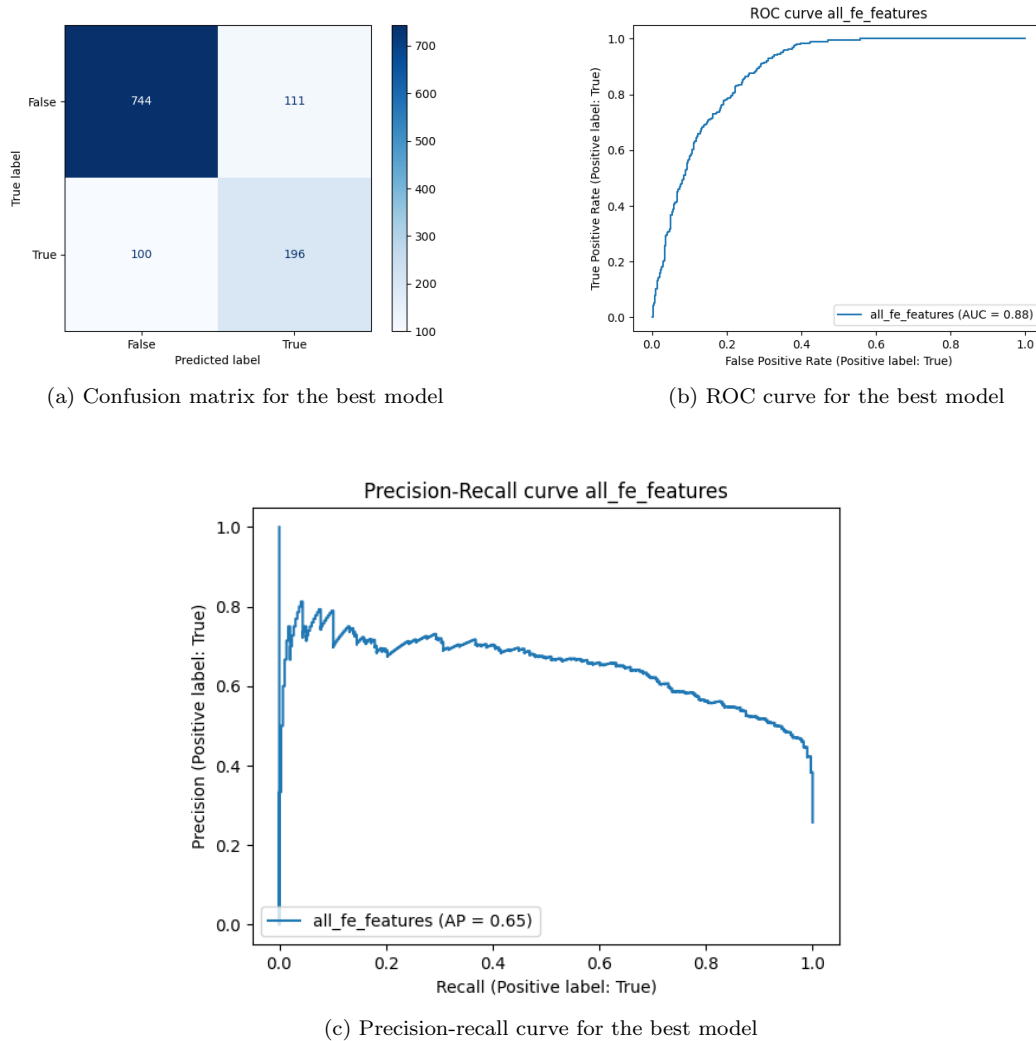 744
111
100
196
False
True
True label
False
True
Predicted label
700
600
500
400
300
200
100
(a) Confusion matrix for the best model
ROC curve all_fe_features
1.0
0.8
0.6
0.4
0.2
0.0
True Positive Rate (Positive label: True)
all_fe_features (AUC = 0.88)
0.0 0.2 0.4 0.6 0.8 1.0
False Positive Rate (Positive label: True)
(b) ROC curve for the best model
Precision-Recall curve all_fe_features
1.0
0.8
0.6
0.4
0.2
0.0
Precision (Positive label: True)
all_fe_features (AP = 0.65)
0.0 0.2 0.4 0.6 0.8 1.0
Recall (Positive label: True)
(c) Precision-recall curve for the best model